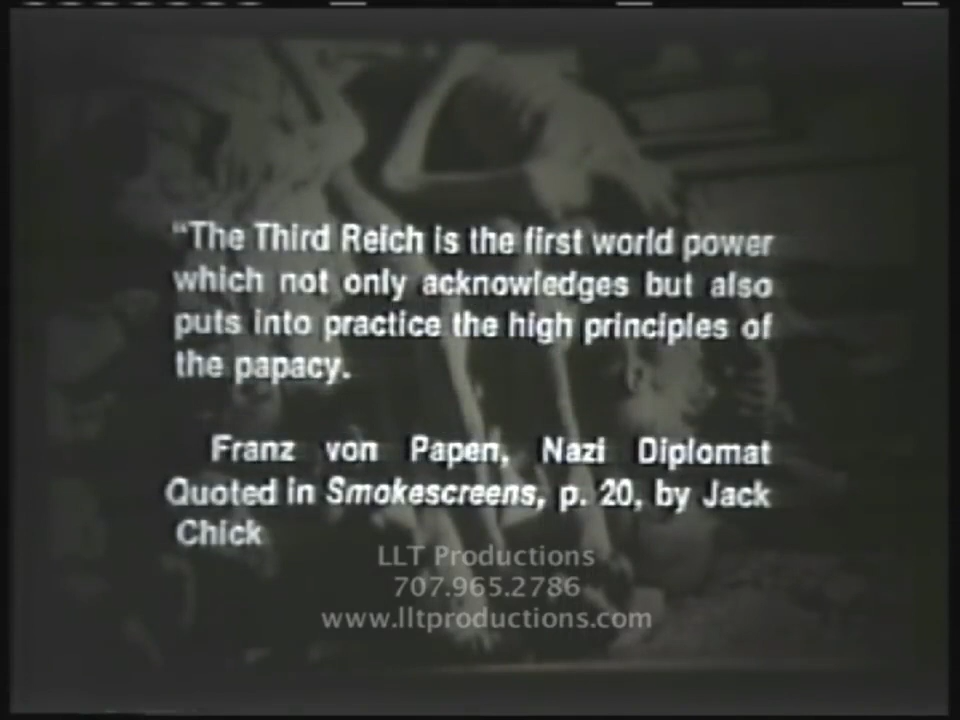 "The Third Reich is the first world power
which not only acknowledges but also
puts into practice the high principles of
the papacy.
Franz von Papen, Nazi Diplomat
Quoted in Smokescreens, p. 20, by Jack
Chick
LLT Productions
707.965.2786
www.lltproductions.com